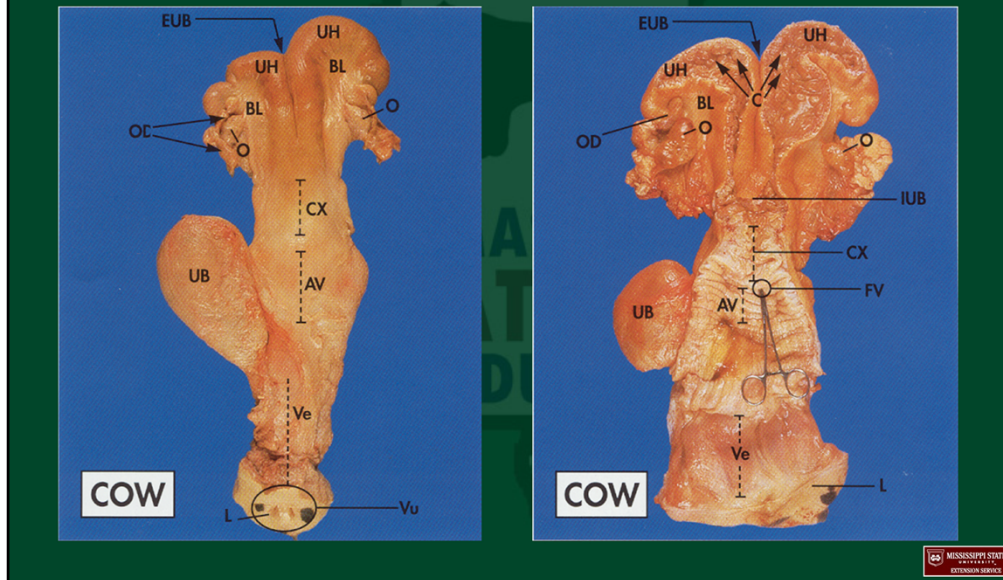 EUB
UH
UH
BL
BL
O
OD
O
CX
UB
AV
Ve
COW
L
Vu
EUB
UH
UH
C
BL
O
O
OD
IUB
CX
FV
AV
UB
Ve
COW
L
MISSISSIPPI STATE
UNIVERSITY
EXTENSION SERVICE